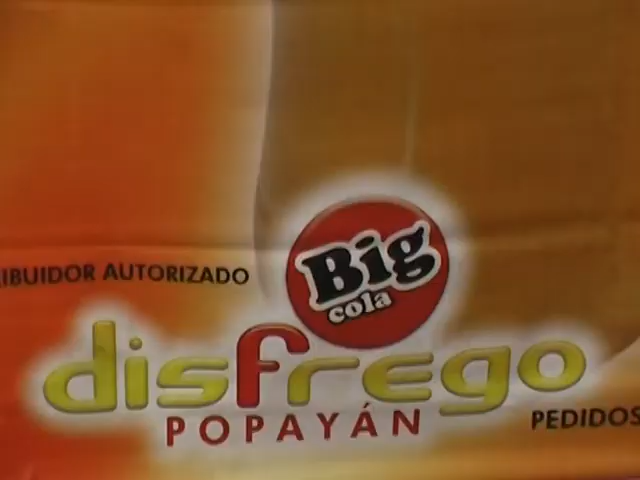 Big
cola
IBUIDOR AUTORIZADO
disfrego
POPAYÁN
PEDIDOS